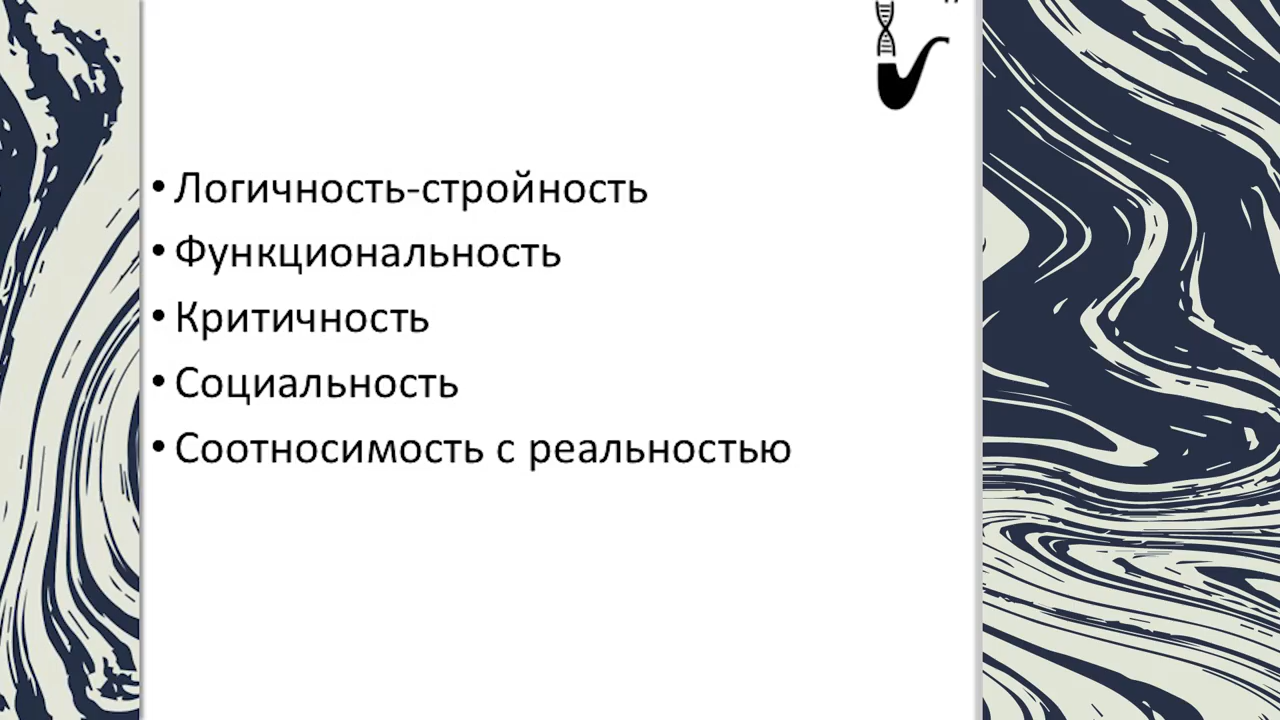 • Логичность-стройность
• Функциональность
• Критичность
• Социальность
• Соотносимость с реальностью